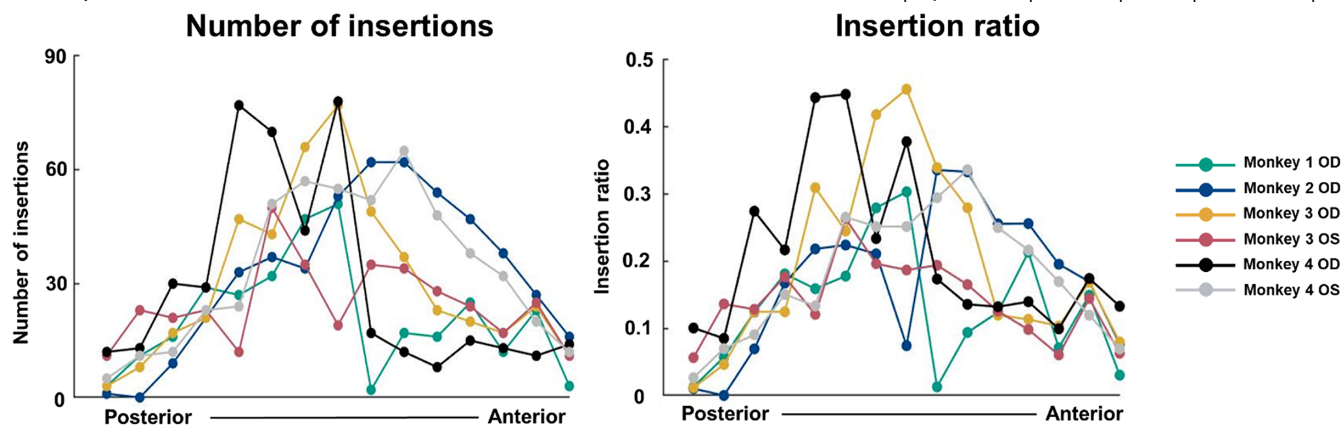 Number of insertions
Number of insertions
90
60
30
0
Posterior
Anterior
Insertion ratio
Insertion ratio
0.5
0.4
0.3
0.2
0.1
0
Posterior
Anterior
Monkey 1 OD
Monkey 2 OD
Monkey 3 OD
Monkey 3 OS
Monkey 4 OD
Monkey 4 OS